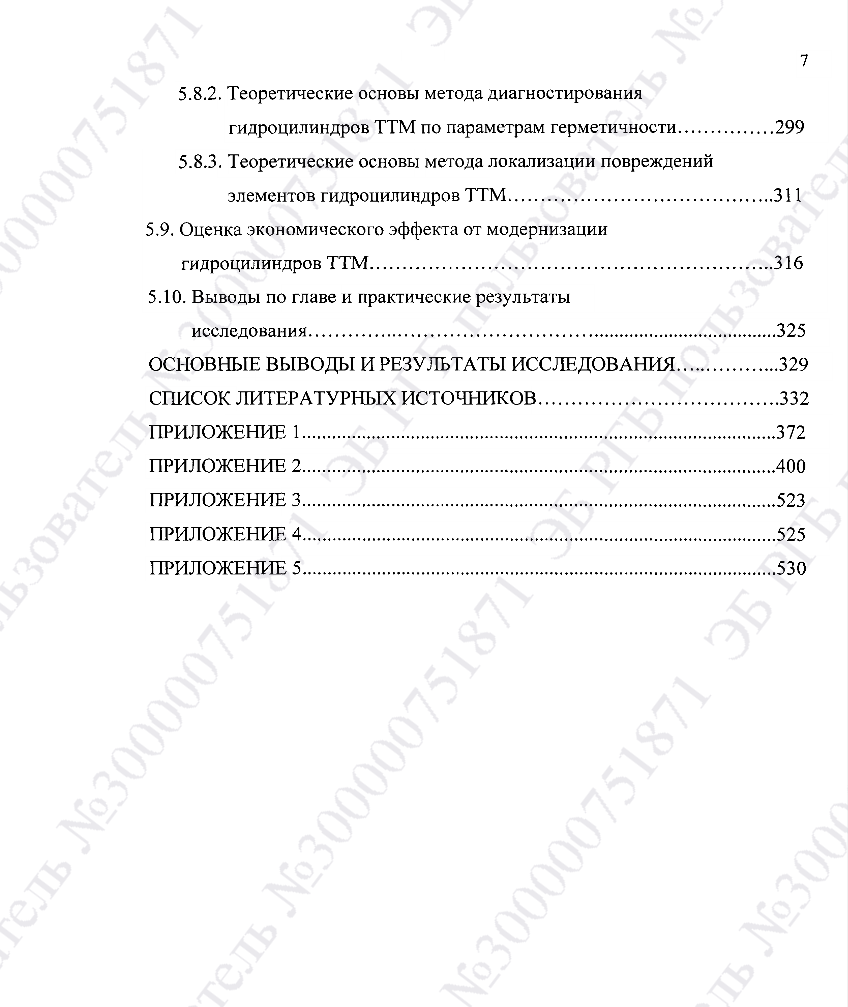 7
5.8.2. Теоретические основы метода диагностирования
гидроцилиндров ТТМ по параметрам герметичности...............299
5.8.3. Теоретические основы метода локализации повреждений
элементов гидроцилиндров ТТМ........................................311
5.9. Оценка экономического эффекта от модернизации
гидроцилиндров ТТМ.............................................................316
5.10. Выводы по главе и практические результаты
исследования.......................................................................325
ОСНОВНЫЕ ВЫВОДЫ И РЕЗУЛЬТАТЫ ИССЛЕДОВАНИЯ...............329
СПИСОК ЛИТЕРАТУРНЫХ ИСТОЧНИКОВ....................................332
ПРИЛОЖЕНИЕ 1.......................................................................372
ПРИЛОЖЕНИЕ 2.......................................................................400
ПРИЛОЖЕНИЕ 3.......................................................................523
ПРИЛОЖЕНИЕ 4.......................................................................525
ПРИЛОЖЕНИЕ 5.......................................................................530
ЭБ РГБ пользователь №3000000751871